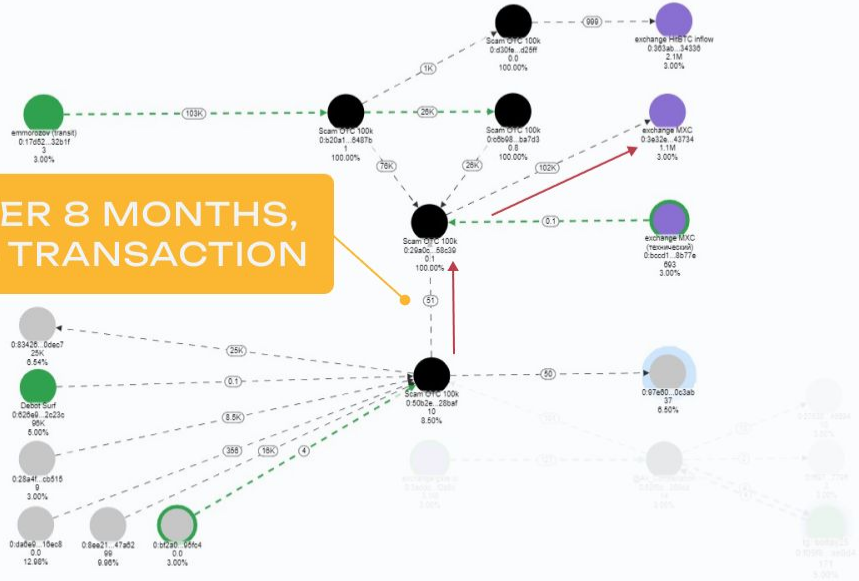 999
Scam OTC 100k
0:d30fe...d25ff
0.0
100.00%
exchange HitBTC inflow
0:363ab...34336
2.1M
3.00%
1K
103K
26K
emmorozov (transit)
0:17d52...32b1f
3
3.00%
Scam OTC 100k
0:b20a1...6487b
1
100.00%
Scam OTC 100k
0:c6b98...ba7d3
0.8
100.00%
exchange MXC
0:3e32e...43734
1.1M
3.00%
76K
26K
102K
ER 8 MONTHS,
TRANSACTION
0.1
Scam OTC 100k
0:29a0c...58c39
0.1
100.00%
exchange MXC
(технический)
0:bccd1...8b77e
693
3.00%
51
0:83426...0dec7
25K
6.54%
25K
0.1
50
Debot Surf
0:626e9...2c23c
96K
5.00%
Scam OTC 100k
0:50b2e...28baf
10
8.50%
0:97e60...0c3ab
37
6.50%
8.5K
356
16K
4
0:28a4f...cb515
9
3.00%
0:da6e9...16ec8
0.0
12.96%
0:8ee21...47a62
99
9.96%
0:bf2a0...95fc4
0.0
3.00%